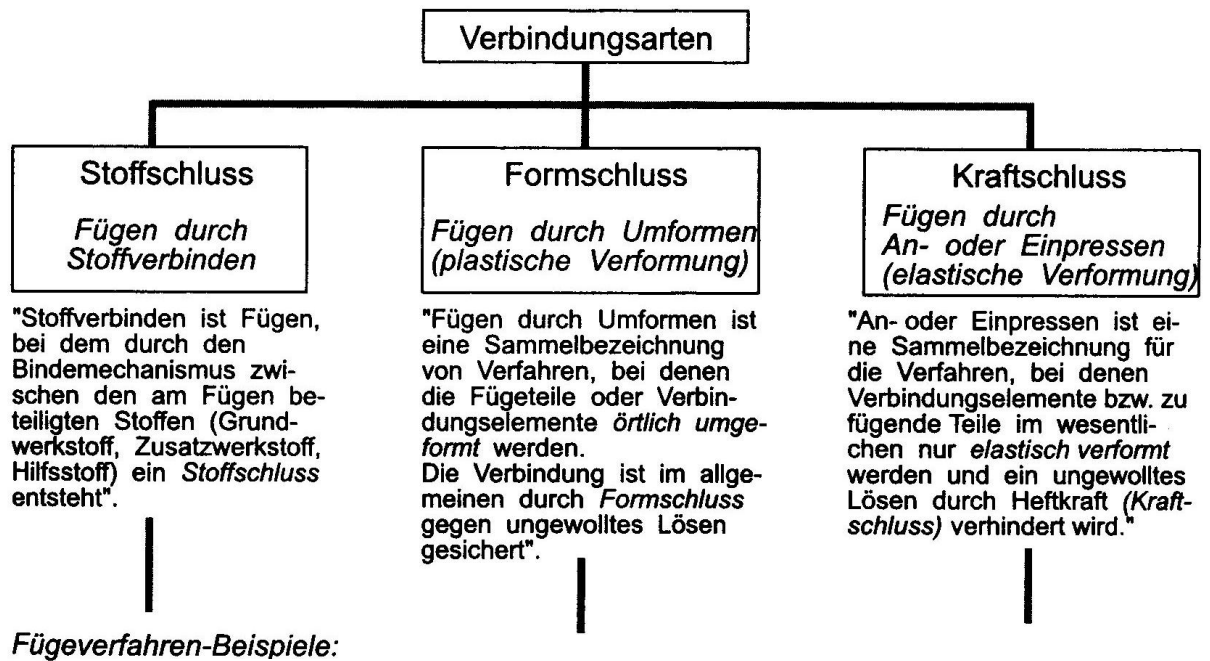 Verbindungsarten
Stoffschluss
Fügen durch
Stoffverbinden
"Stoffverbinden ist Fügen,
bei dem durch den
Bindemechanismus zwi-
schen den am Fügen be-
teiligten Stoffen (Grund-
werkstoff, Zusatzwerkstoff,
Hilfsstoff) ein Stoffschluss
entsteht".
Formschluss
Fügen durch Umformen
(plastische Verformung)
"Fügen durch Umformen ist
eine Sammelbezeichnung
von Verfahren, bei denen
die Fügeteile oder Verbin-
dungselemente örtlich umge-
formt werden.
Die Verbindung ist im allge-
meinen durch Formschluss
gegen ungewolltes Lösen
gesichert".
Kraftschluss
Fügen durch
An- oder Einpressen
(elastische Verformung)
"An- oder Einpressen ist ei-
ne Sammelbezeichnung für
die Verfahren, bei denen
Verbindungselemente bzw. zu
fügende Teile im wesentli-
chen nur elastisch verformt
werden und ein ungewolltes
Lösen durch Heftkraft (Kraft-
schluss) verhindert wird."
Fügeverfahren-Beispiele: